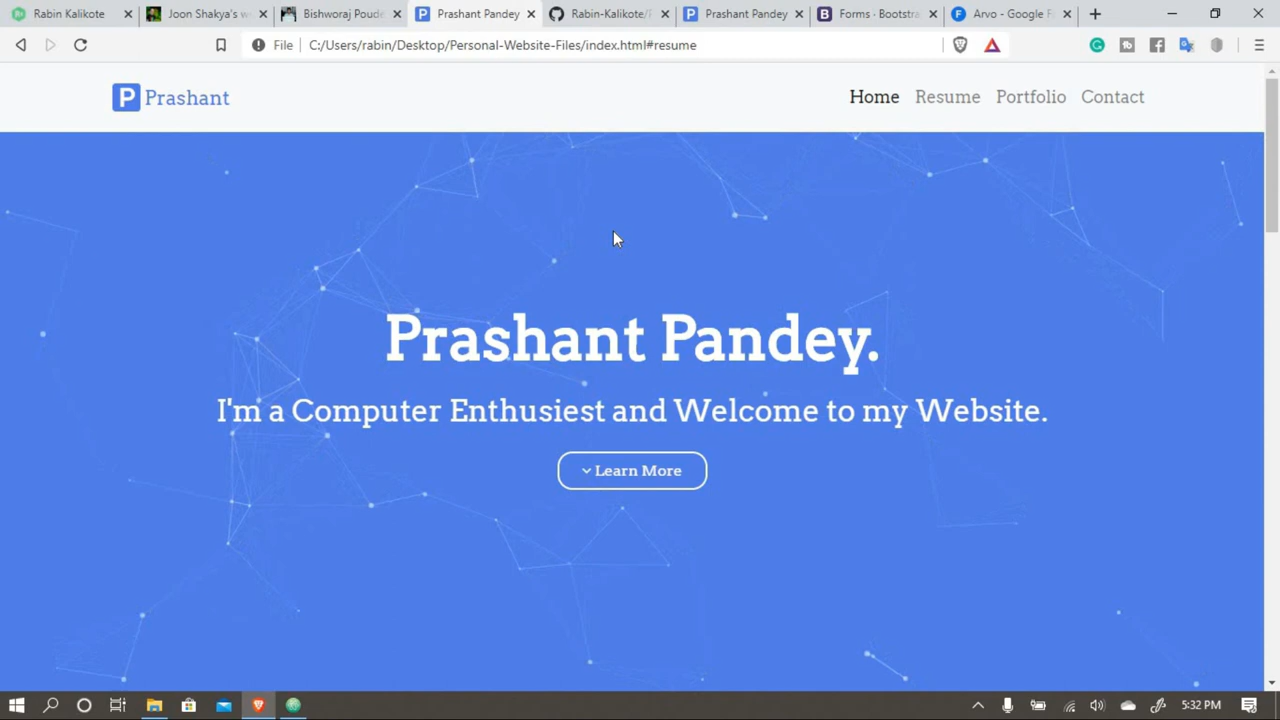 Rabin Kalikote
Joon Shakya's w
Bishworaj Poude
Prashant Pandey
Rabin-Kalikote/
Prashant Pandey
B Forms · Bootstra
F Arvo - Google F
File C:/Users/rabin/Desktop/Personal-Website-Files/index.html#resume
P Prashant
Home Resume Portfolio Contact
Prashant Pandey.
I'm a Computer Enthusiest and Welcome to my Website.
Learn More
5:32 PM